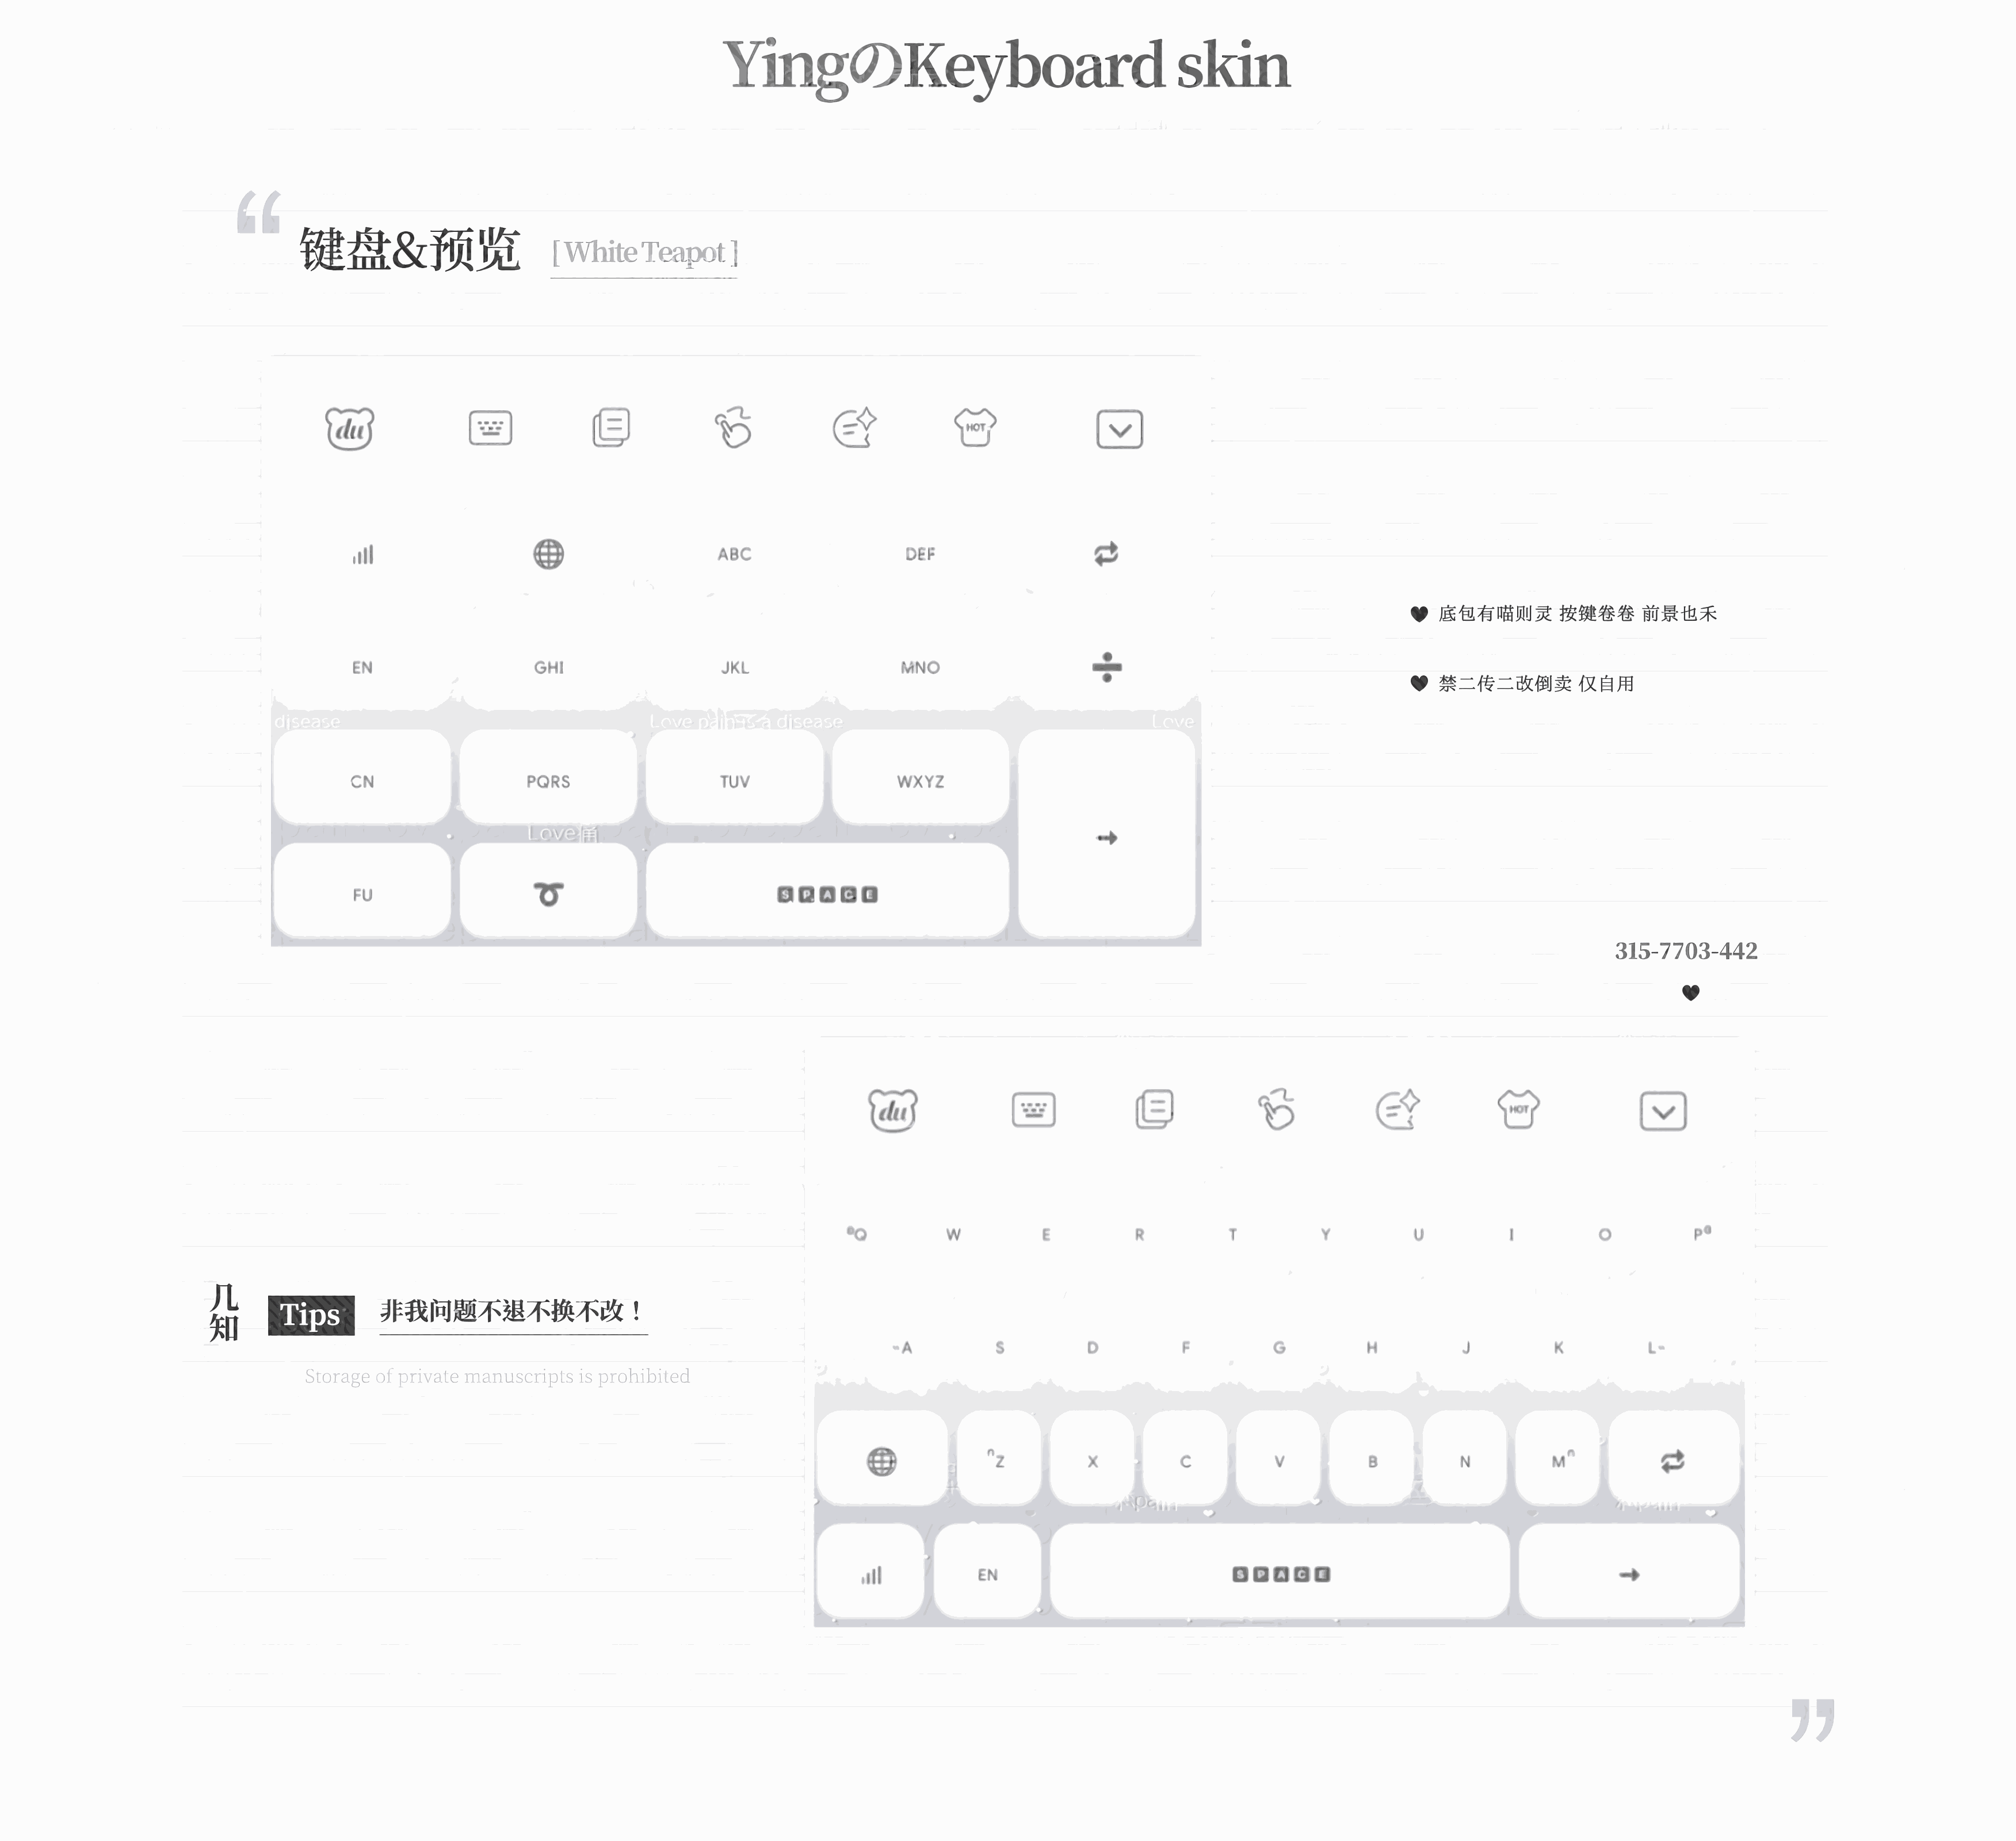 YingのKeyboard skin
键盘&预览 [ White Teapot ]
du HOT
ABC DEF
EN GHI JKL MNO
disease Love pain is a disease Love
CN PQRS TUV WXYZ
Love痛
FU SPACE
底包有喵则灵 按键卷卷 前景也禾
禁二传二改倒卖 仅自用
315-7703-442
du HOT
Q W E R T Y U I O P
A S D F G H J K L
Z X C V B N M
pain pain
EN SPACE
几知 Tips 非我问题不退不换不改！
Storage of private manuscripts is prohibited